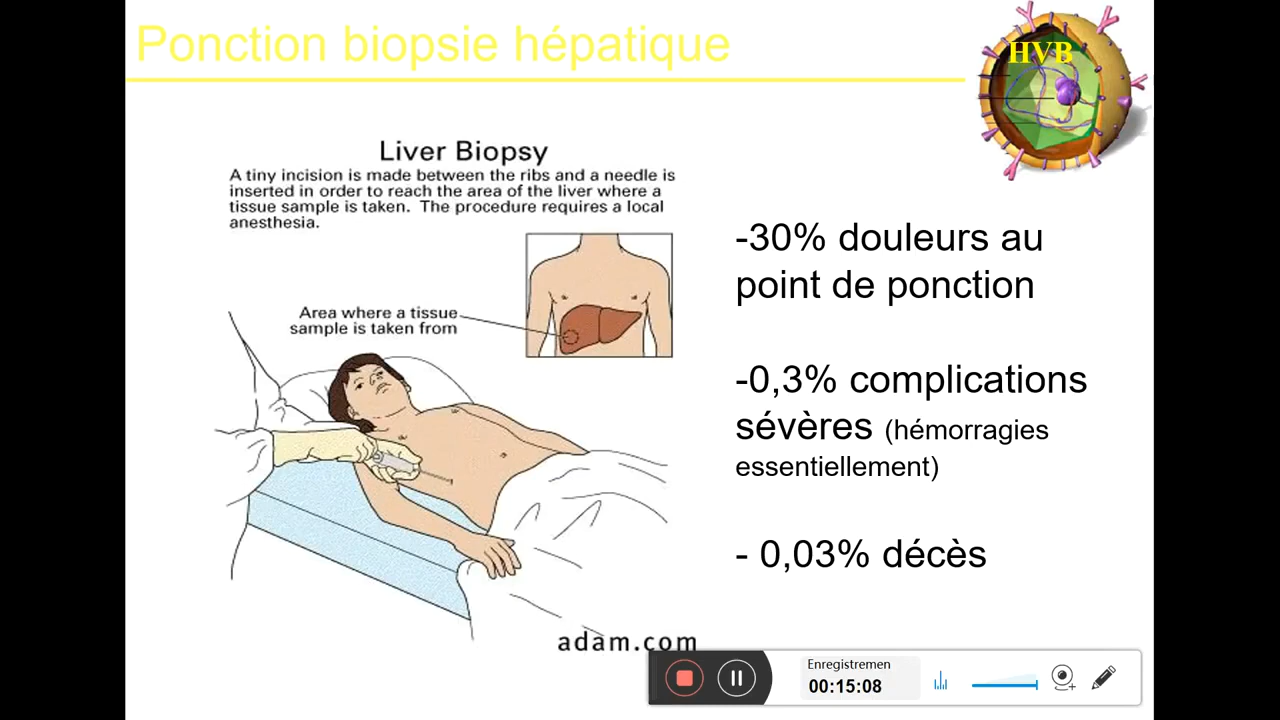 Ponction biopsie hépatique
HVB
Liver Biopsy
A tiny incision is made between the ribs and a needle is
inserted in order to reach the area of the liver where a
tissue sample is taken. The procedure requires a local
anesthesia.
Area where a tissue
sample is taken from
adam.com
-30% douleurs au
point de ponction
-0,3% complications
sévères (hémorragies
essentiellement)
- 0,03% décès
Enregistremen
00:15:08